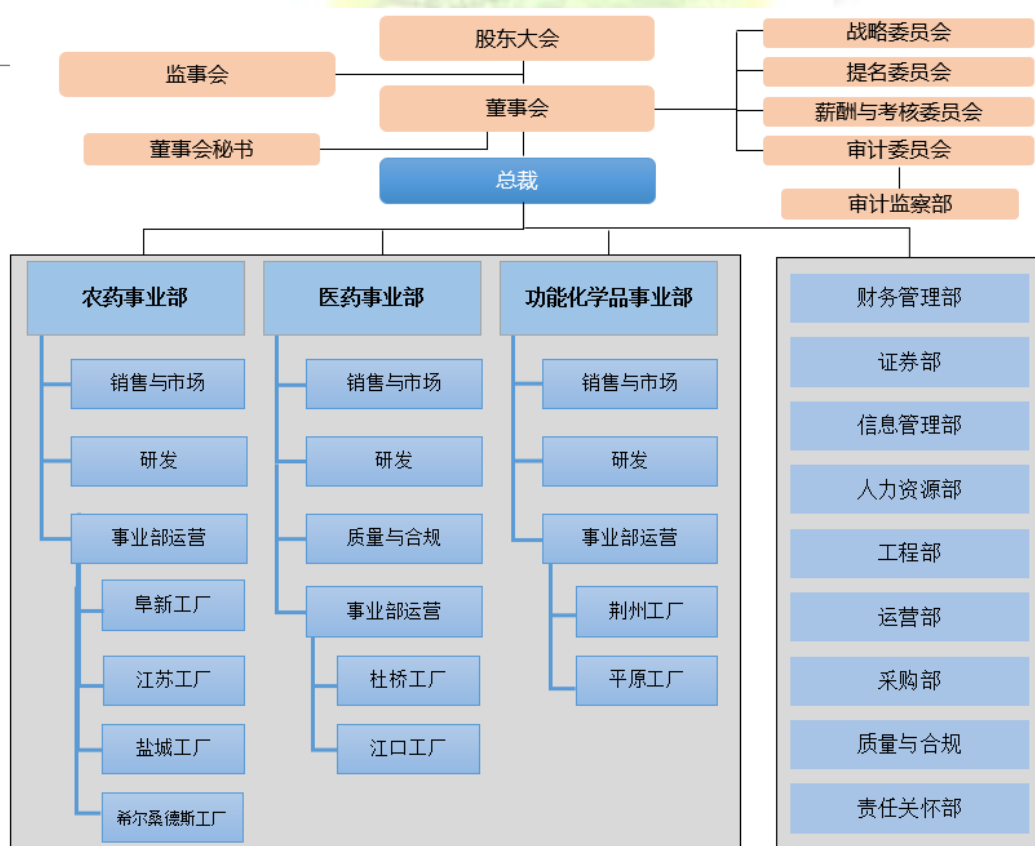 股东大会
监事会
董事会
董事会秘书
总裁
战略委员会
提名委员会
薪酬与考核委员会
审计委员会
审计监察部
农药事业部
销售与市场
研发
事业部运营
阜新工厂
江苏工厂
盐城工厂
希尔桑德斯工厂
医药事业部
销售与市场
研发
质量与合规
事业部运营
杜桥工厂
江口工厂
功能化学品事业部
销售与市场
研发
事业部运营
荆州工厂
平原工厂
财务管理部
证券部
信息管理部
人力资源部
工程部
运营部
采购部
质量与合规
责任关怀部